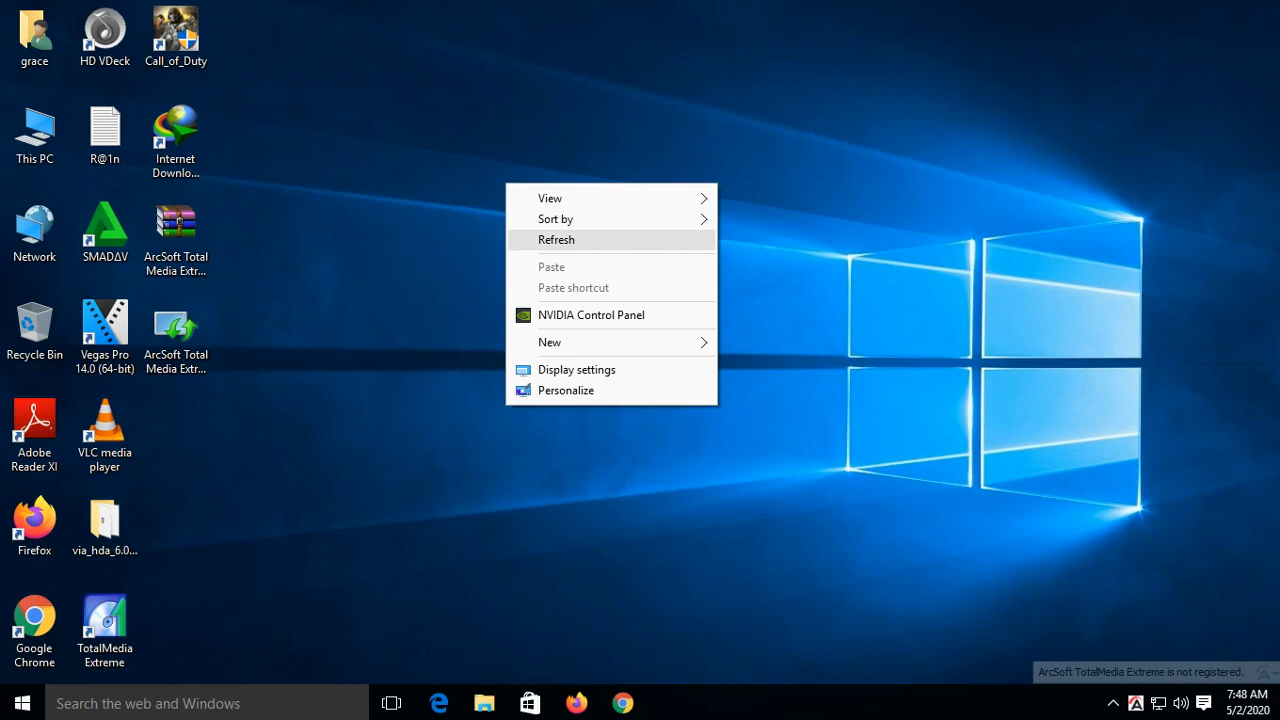 grace
HD VDeck
Call_of_Duty
This PC
R@1n
Internet
Downlo...
Network
SMADΔV
ArcSoft Total
Media Extr...
Recycle Bin
Vegas Pro
14.0 (64-bit)
ArcSoft Total
Media Extr...
Adobe
Reader XI
VLC media
player
Firefox
via_hda_6.0...
Google
Chrome
TotalMedia
Extreme
View
Sort by
Refresh
Paste
Paste shortcut
NVIDIA Control Panel
New
Display settings
Personalize
ArcSoft TotalMedia Extreme is not registered.
Search the web and Windows
7:48 AM
5/2/2020